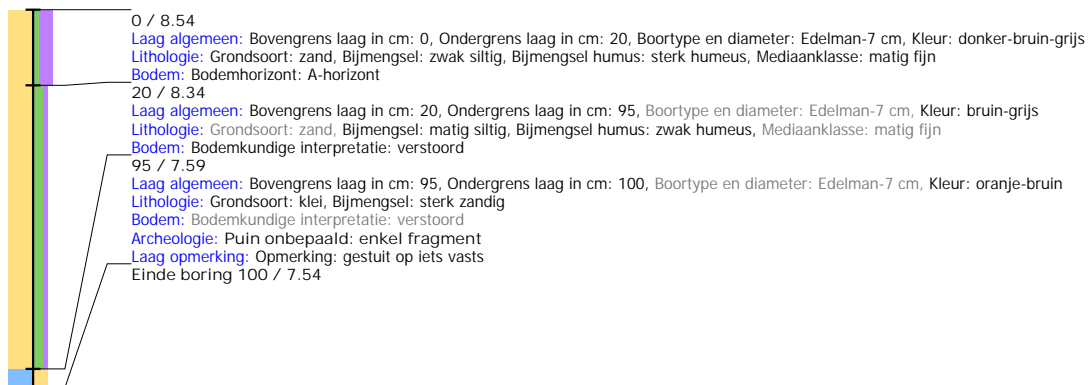 0 / 8.54
Laag algemeen: Bovengrens laag in cm: 0, Ondergrens laag in cm: 20, Boortype en diameter: Edelman-7 cm, Kleur: donker-bruin-grijs
Lithologie: Grondsoort: zand, Bijmengsel: zwak siltig, Bijmengsel humus: sterk humeus, Mediaanklasse: matig fijn
Bodem: Bodemhorizont: A-horizont
20 / 8.34
Laag algemeen: Bovengrens laag in cm: 20, Ondergrens laag in cm: 95, Boortype en diameter: Edelman-7 cm, Kleur: bruin-grijs
Lithologie: Grondsoort: zand, Bijmengsel: matig siltig, Bijmengsel humus: zwak humeus, Mediaanklasse: matig fijn
Bodem: Bodemkundige interpretatie: verstoord
95 / 7.59
Laag algemeen: Bovengrens laag in cm: 95, Ondergrens laag in cm: 100, Boortype en diameter: Edelman-7 cm, Kleur: oranje-bruin
Lithologie: Grondsoort: klei, Bijmengsel: sterk zandig
Bodem: Bodemkundige interpretatie: verstoord
Archeologie: Puin onbepaald: enkel fragment
Laag opmerking: Opmerking: gestuit op iets vasts
Einde boring 100 / 7.54